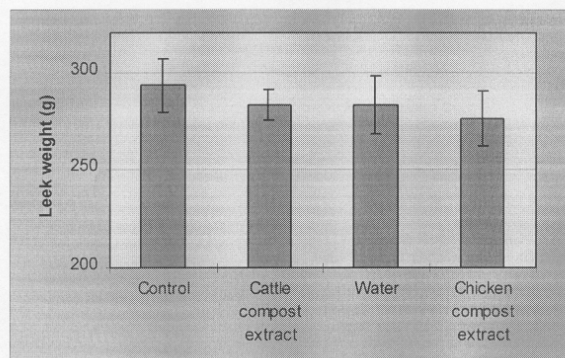 Leek weight (g)
300
250
200
Control
Cattle
compost
extract
Water
Chicken
compost
extract